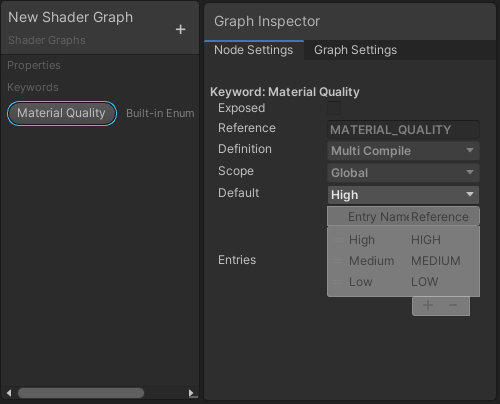 New Shader Graph
Shader Graphs
+
Properties
Keywords
Material Quality Built-in Enum
Graph Inspector
Node Settings Graph Settings
Keyword: Material Quality
Exposed
Reference MATERIAL_QUALITY
Definition Multi Compile
Scope Global
Default High
Entry Name Reference
High HIGH
Entries Medium MEDIUM
Low LOW
+ −